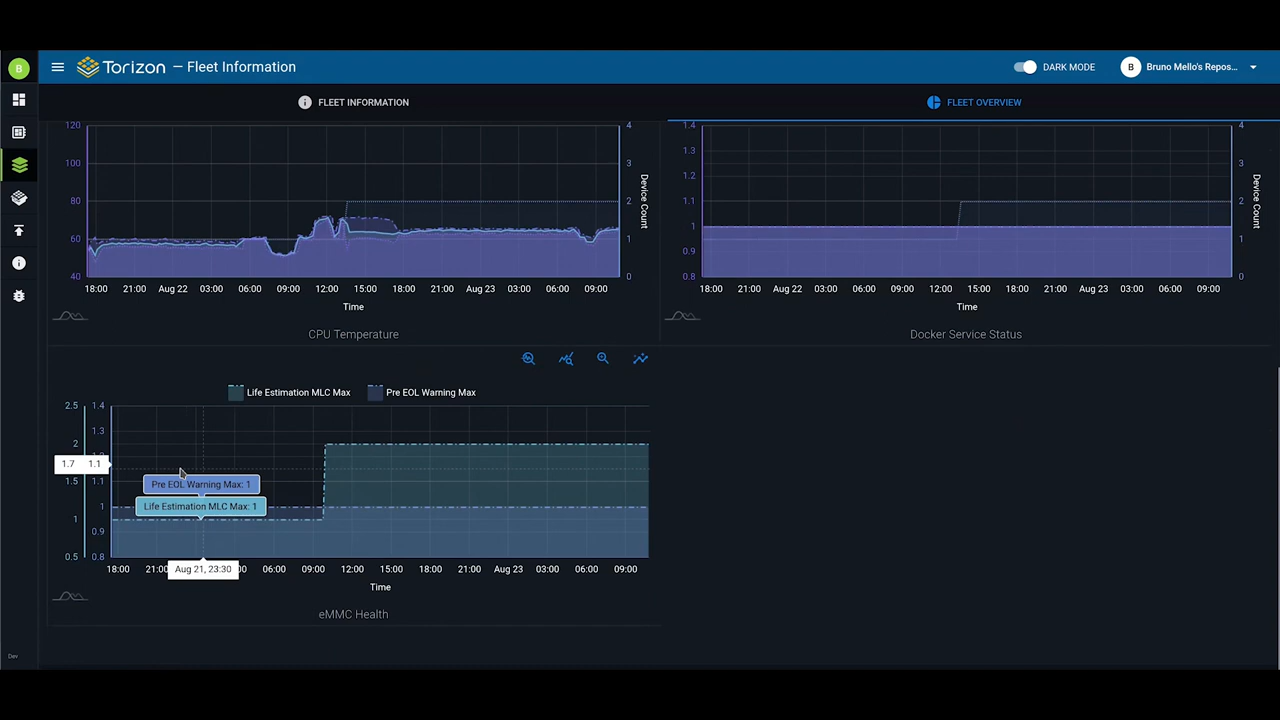 B
Torizon — Fleet Information
DARK MODE
B
Bruno Mello's Repos...
FLEET INFORMATION
FLEET OVERVIEW
120
100
80
60
40
4
3
2
1
0
Device Count
18:00 21:00 Aug 22 03:00 06:00 09:00 12:00 15:00 18:00 21:00 Aug 23 03:00 06:00 09:00
Time
CPU Temperature
1.4
1.3
1.2
1.1
1
0.9
0.8
4
3
2
1
0
Device Count
18:00 21:00 Aug 22 03:00 06:00 09:00 12:00 15:00 18:00 21:00 Aug 23 03:00 06:00 09:00
Time
Docker Service Status
Life Estimation MLC Max
Pre EOL Warning Max
2.5 1.4
1.3
2
1.7 1.1
1.5 1.1
1
1
0.9
0.5 0.8
Pre EOL Warning Max: 1
Life Estimation MLC Max: 1
18:00 21:00 Aug 21, 23:30 06:00 09:00 12:00 15:00 18:00 21:00 Aug 23 03:00 06:00 09:00
Time
eMMC Health
Dev